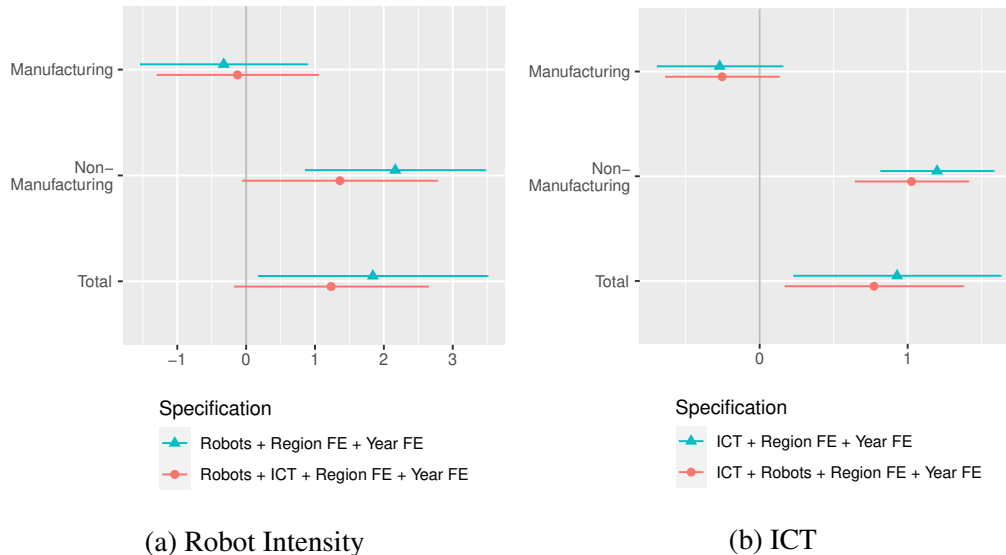 Manufacturing
Non−
Manufacturing
Total
−1 0 1 2 3
Specification
Robots + Region FE + Year FE
Robots + ICT + Region FE + Year FE
(a) Robot Intensity
Manufacturing
Non−
Manufacturing
Total
0 1
Specification
ICT + Region FE + Year FE
ICT + Robots + Region FE + Year FE
(b) ICT